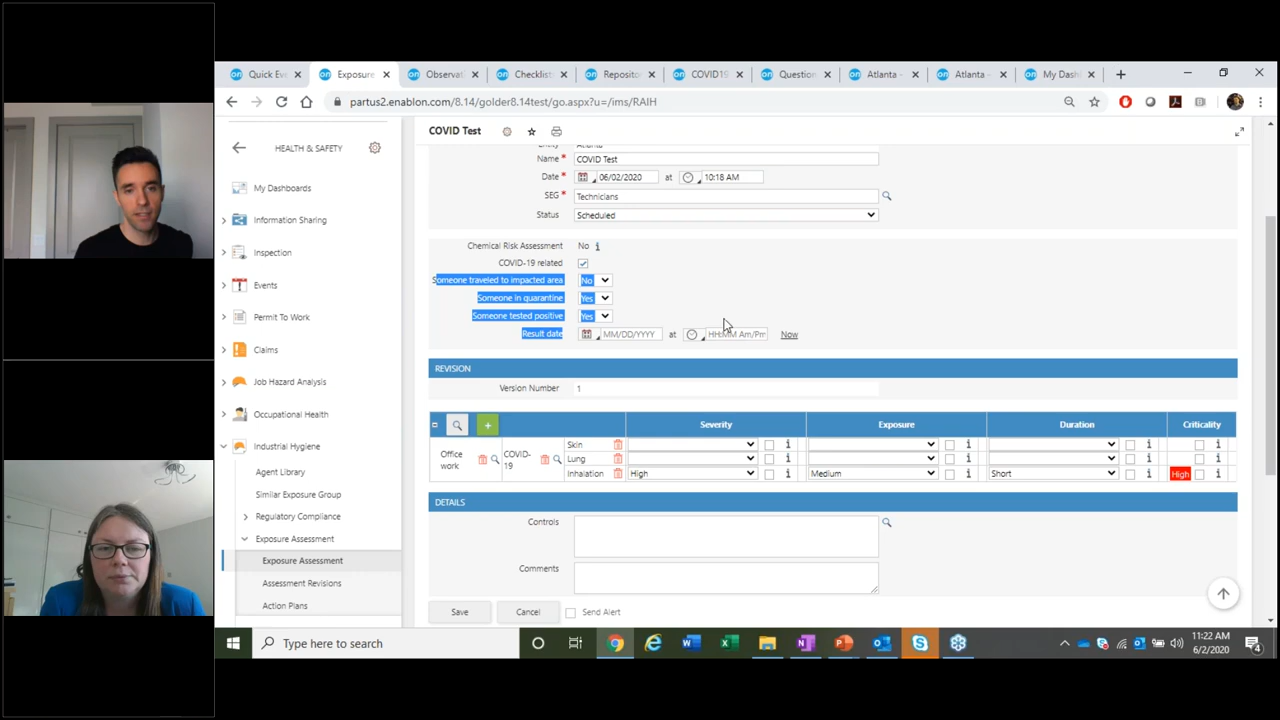 Quick Eve
Exposure
Observat
Checklist
Reposito
COVID19
Question
Atlanta -
Atlanta -
My Dash
partus2.enablon.com/8.14/golder8.14test/go.aspx?u=/ims/RAIH
HEALTH & SAFETY
My Dashboards
Information Sharing
Inspection
Events
Permit To Work
Claims
Job Hazard Analysis
Occupational Health
Industrial Hygiene
Agent Library
Similar Exposure Group
Regulatory Compliance
Exposure Assessment
Exposure Assessment
Assessment Revisions
Action Plans
COVID Test
Entity Atlanta
Name * COVID Test
Date * 06/02/2020 at 10:18 AM
SEG * Technicians
Status Scheduled
Chemical Risk Assessment No
COVID-19 related
Someone traveled to impacted area No
Someone in quarantine Yes
Someone tested positive Yes
Result date MM/DD/YYYY at HH:MM Am/Pm Now
REVISION
Version Number 1
Severity Exposure Duration Criticality
Office work
COVID-19
Skin
Lung
Inhalation High Medium Short High
DETAILS
Controls
Comments
Save Cancel Send Alert
Type here to search
11:22 AM
6/2/2020
4